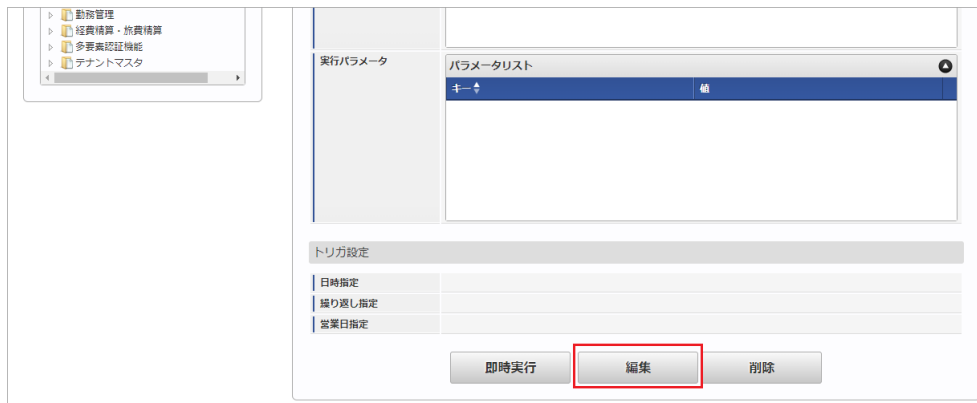 勤務管理
経費精算・旅費精算
多要素認証機能
テナントマスタ
実行パラメータ
パラメータリスト
キー 値
トリガ設定
日時指定
繰り返し指定
営業日指定
即時実行 編集 削除